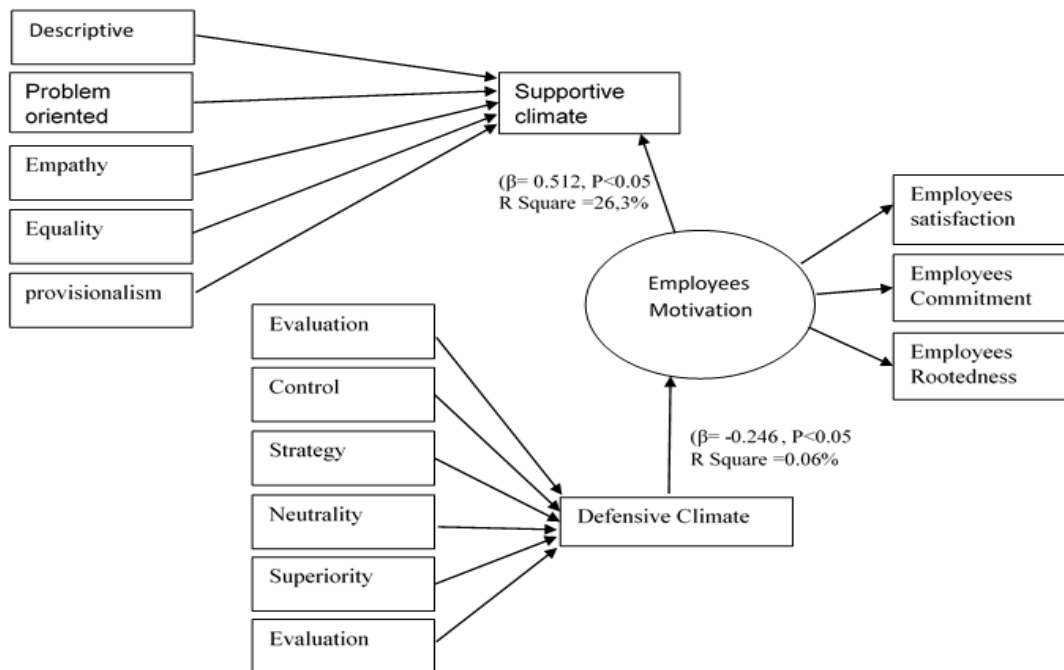 Descriptive
Problem
oriented
Empathy
Equality
provisionalism
Supportive
climate
(β= 0.512, P<0.05
R Square =26,3%
Employees
Motivation
Employees
satisfaction
Employees
Commitment
Employees
Rootedness
Evaluation
Control
Strategy
Neutrality
Superiority
Evaluation
(β= -0.246 , P<0.05
R Square =0.06%
Defensive Climate